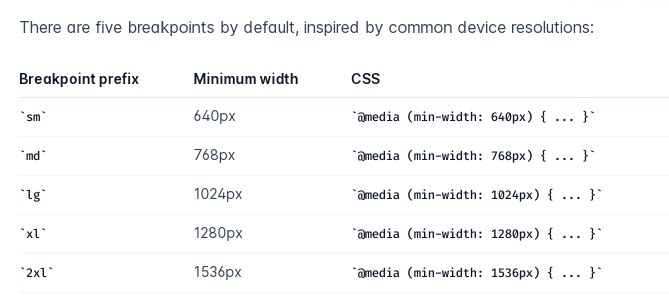 There are five breakpoints by default, inspired by common device resolutions:
Breakpoint prefix Minimum width CSS
`sm` 640px `@media (min-width: 640px) { ... }`
`md` 768px `@media (min-width: 768px) { ... }`
`lg` 1024px `@media (min-width: 1024px) { ... }`
`xl` 1280px `@media (min-width: 1280px) { ... }`
`2xl` 1536px `@media (min-width: 1536px) { ... }`